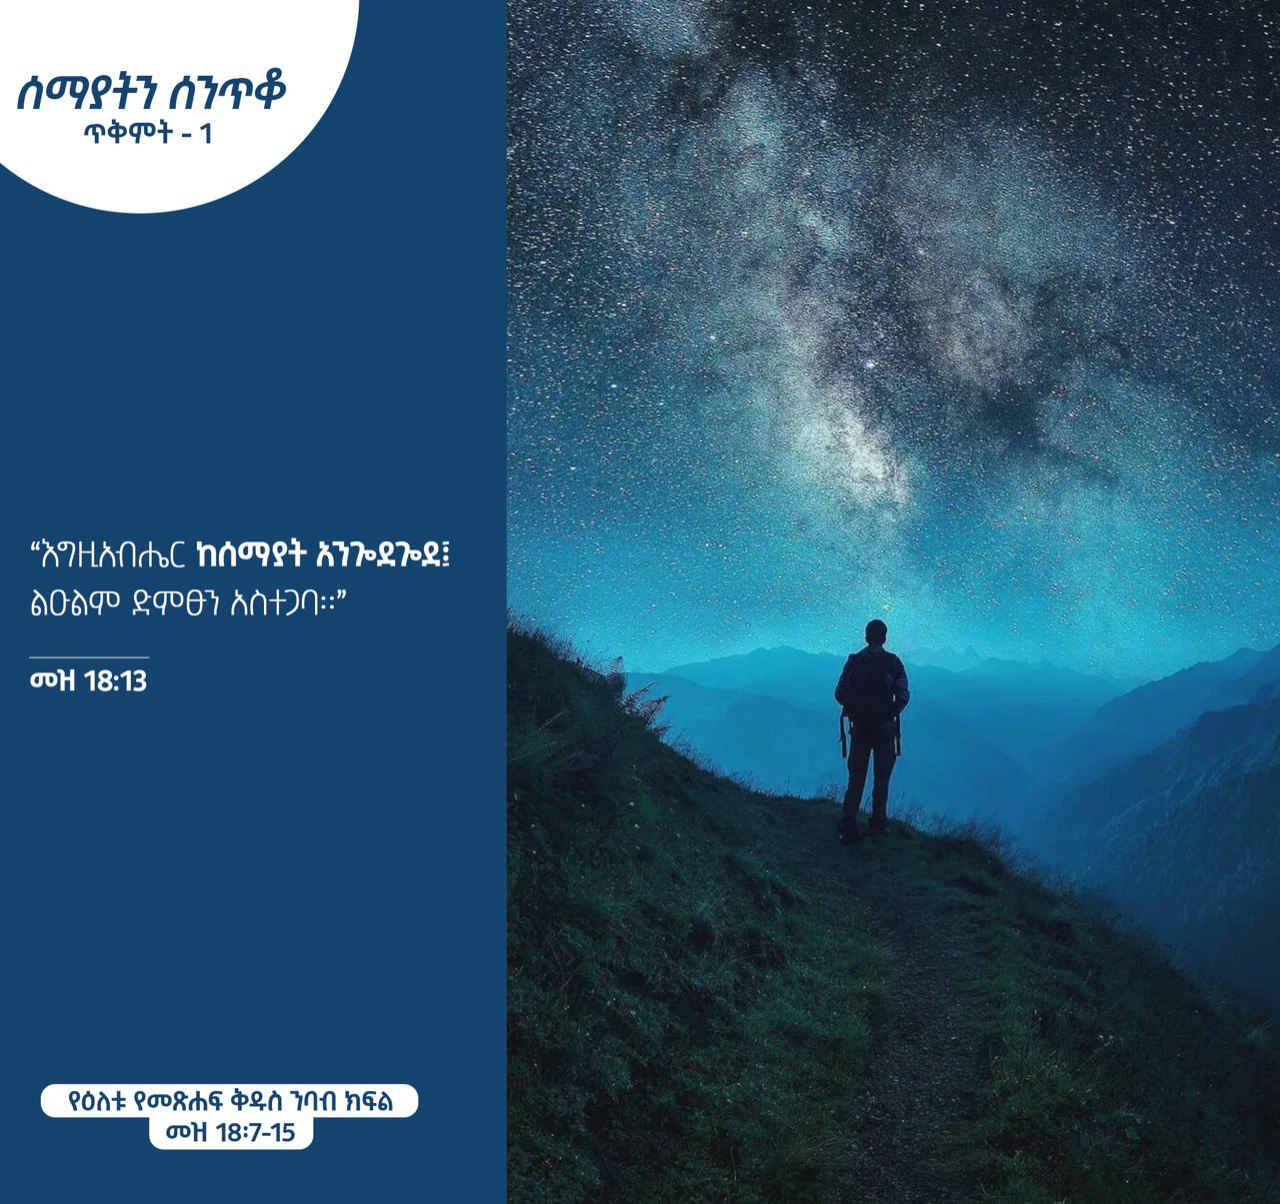 ሰማያትን ሰንጥቆ
ጥቅምት - 1
“እግዚአብሔር ከሰማያት አንጐደጐደ፤
ልዑልም ድምፁን አስተጋባ።”
መዝ 18:13
የዕለቱ የመጽሐፍ ቅዱስ ንባብ ክፍል
መዝ 18፡7-15